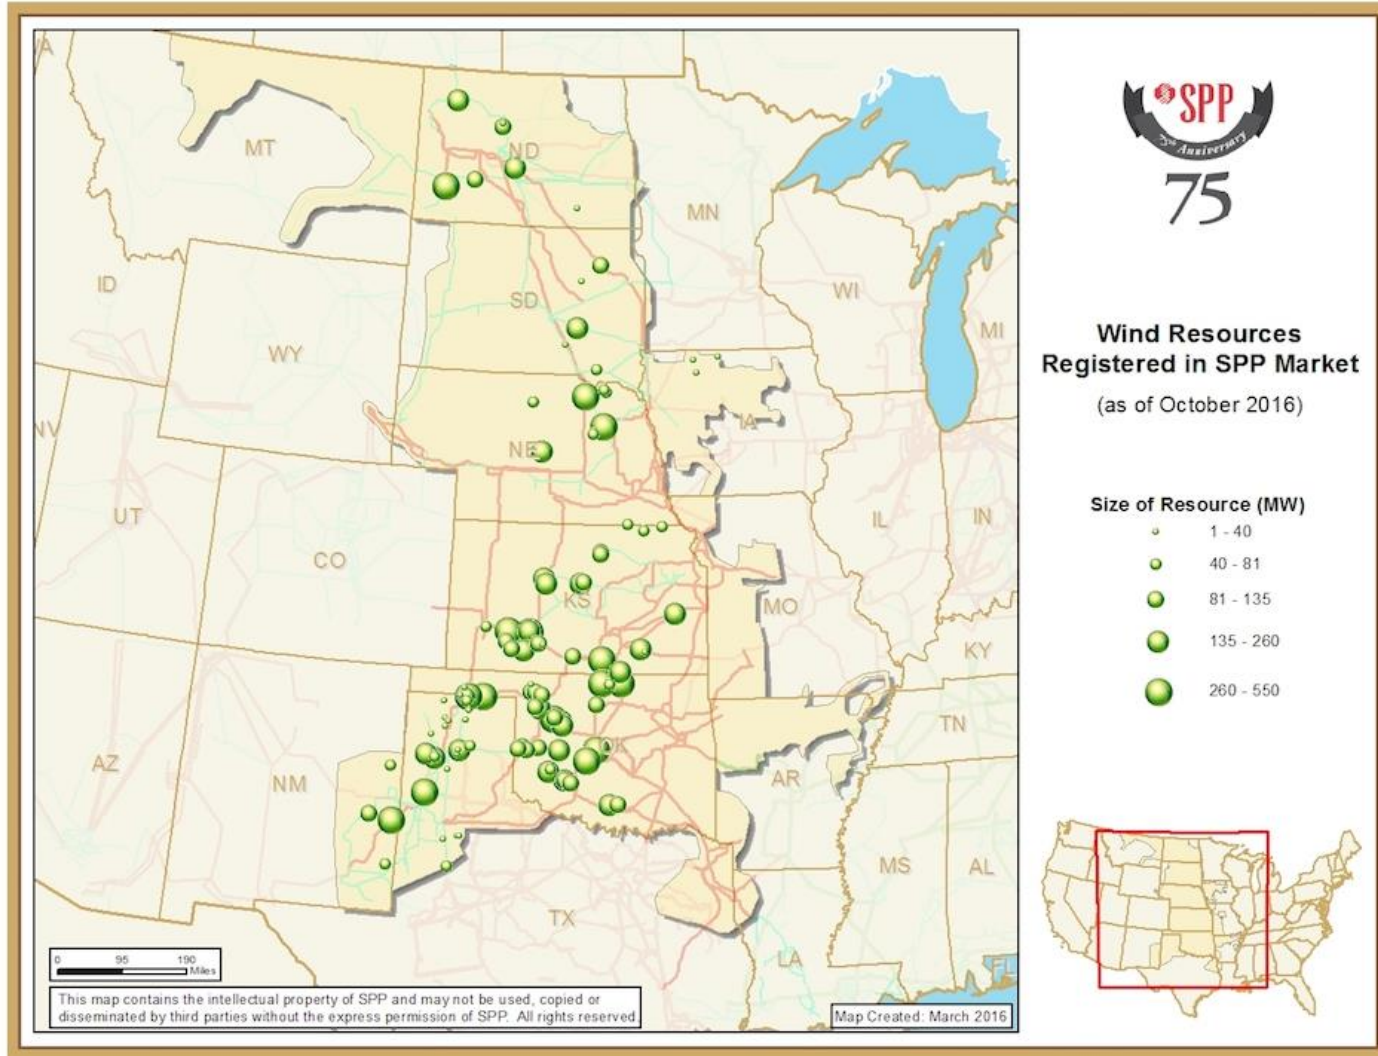 SPP
75th Anniversary
75
Wind Resources
Registered in SPP Market
(as of October 2016)
Size of Resource (MW)
1 - 40
40 - 81
81 - 135
135 - 260
260 - 550
MT
ND
MN
ID
SD
WI
MI
WY
NV
NE
IA
UT
CO
IL
IN
KS
MO
KY
AZ
NM
OK
TN
AR
MS
AL
TX
LA
FL
0 95 190
Miles
This map contains the intellectual property of SPP and may not be used, copied or
disseminated by third parties without the express permission of SPP. All rights reserved.
Map Created: March 2016